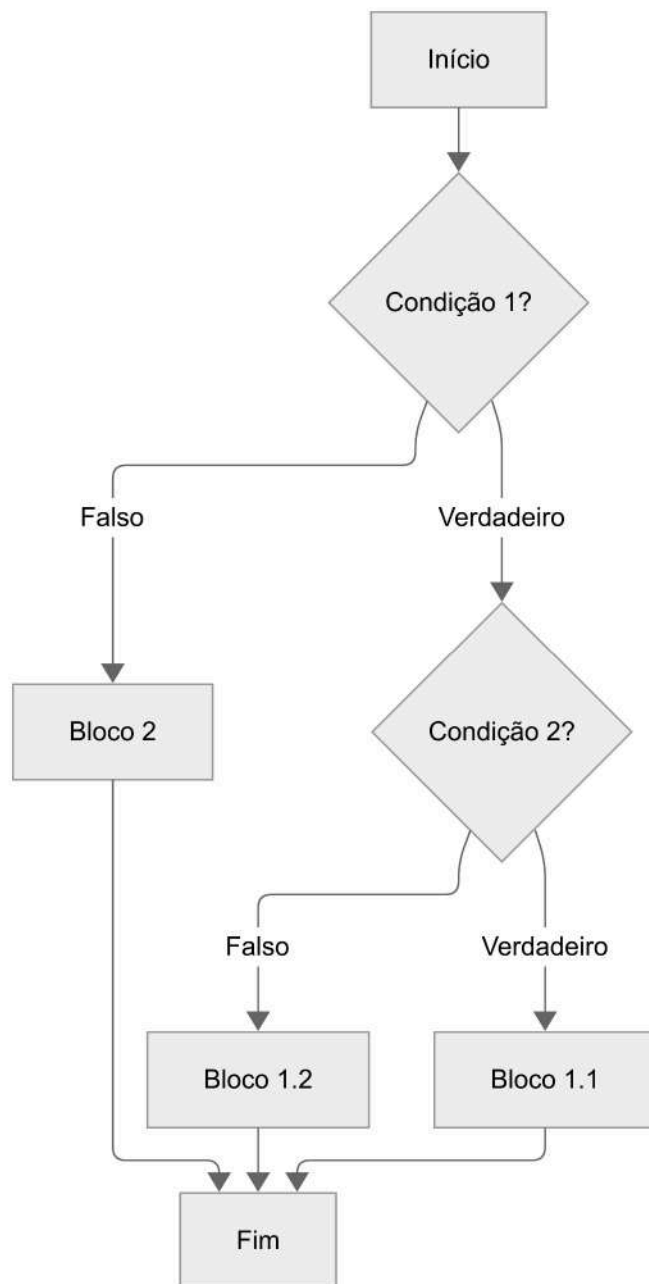 Início
Condição 1?
Falso
Verdadeiro
Bloco 2
Condição 2?
Falso
Verdadeiro
Bloco 1.2
Bloco 1.1
Fim